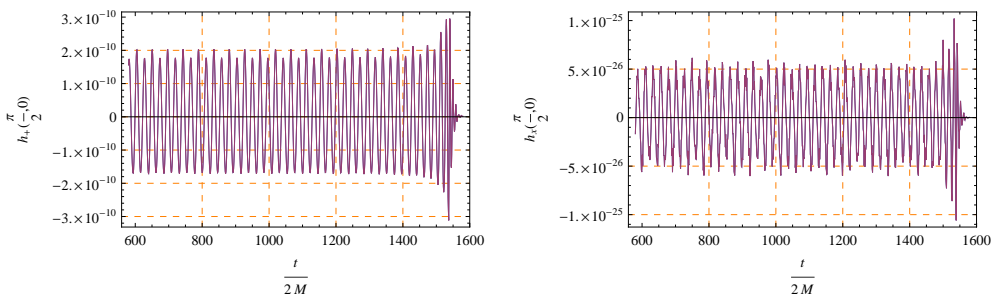 3.×10⁻¹⁰
2.×10⁻¹⁰
1.×10⁻¹⁰
0
-1.×10⁻¹⁰
-2.×10⁻¹⁰
-3.×10⁻¹⁰
h₊(π/2,0)
600 800 1000 1200 1400 1600
t
2 M
1.×10⁻²⁵
5.×10⁻²⁶
0
-5.×10⁻²⁶
-1.×10⁻²⁵
hₓ(π/2,0)
600 800 1000 1200 1400 1600
t
2 M